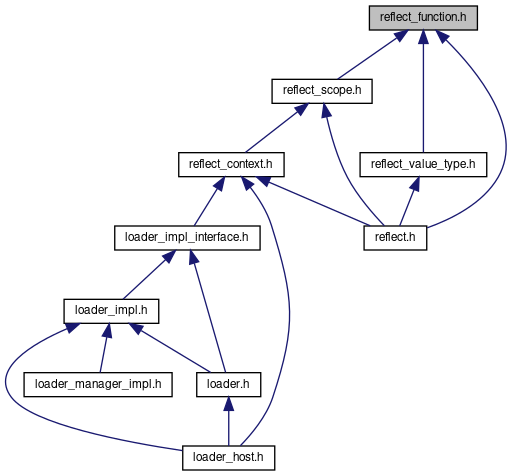 reflect_function.h
reflect_scope.h
reflect_context.h
reflect_value_type.h
loader_impl_interface.h
reflect.h
loader_impl.h
loader_manager_impl.h
loader.h
loader_host.h